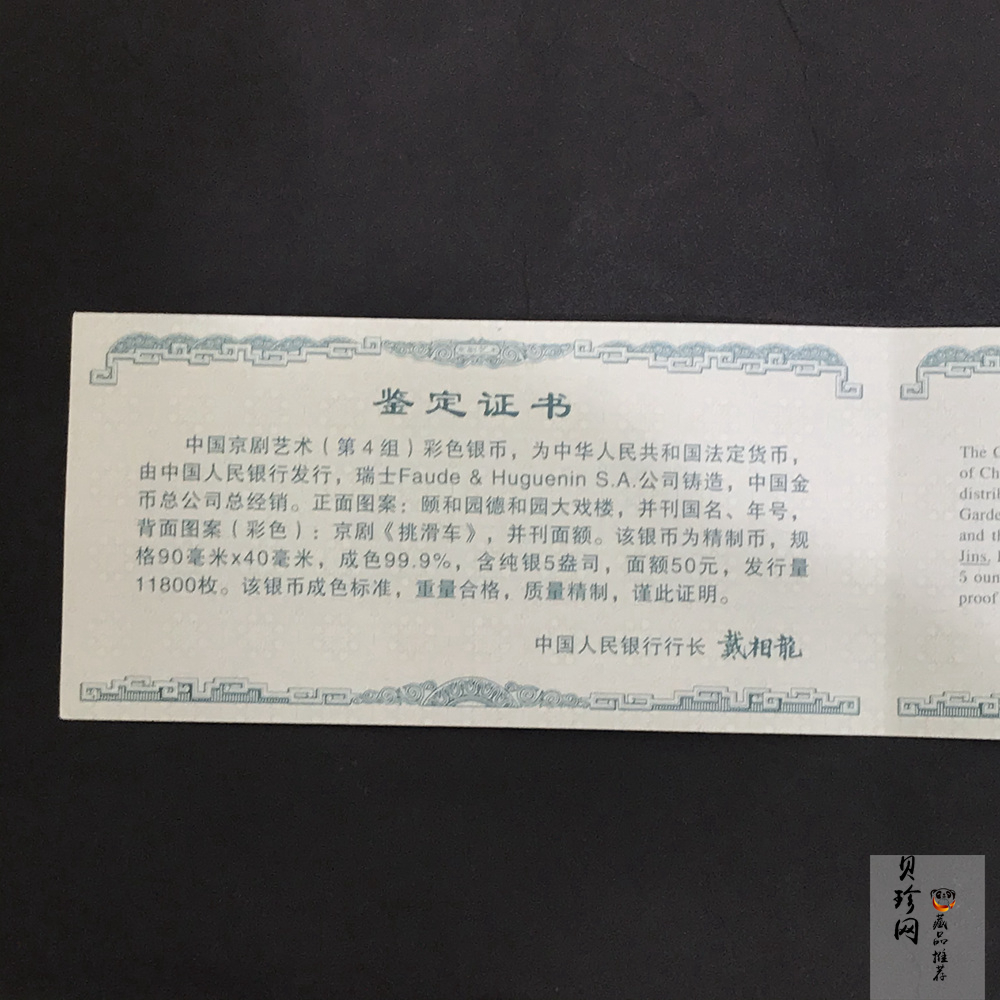 鉴定证书
中国京剧艺术（第4组）彩色银币，为中华人民共和国法定货币，
由中国人民银行发行，瑞士Faude & Huguenin S.A.公司铸造，中国金
币总公司总经销。正面图案：颐和园德和园大戏楼，并刊国名、年号，
背面图案（彩色）：京剧《挑滑车》，并刊面额。该银币为精制币，规
格90毫米x40毫米，成色99.9%，含纯银5盎司，面额50元，发行量
11800枚。该银币成色标准，重量合格，质量精制，谨此证明。
中国人民银行行长 戴相龍
The
of Ch
distri
Garde
and th
Jins,
5 oun
proof
贝珍网
藏品推荐